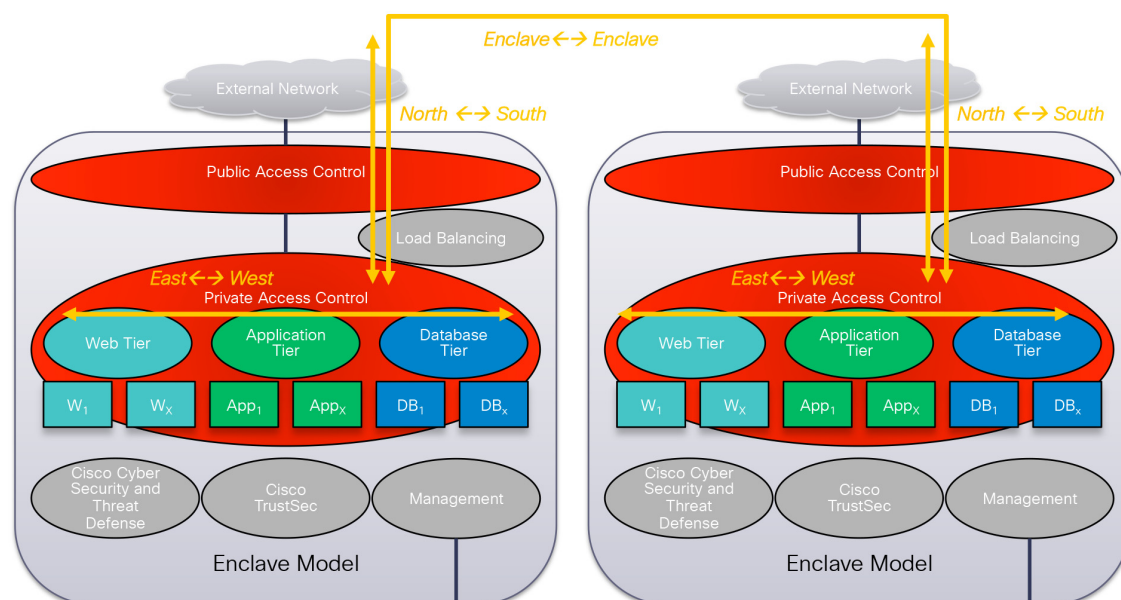 Enclave ←→ Enclave
External Network
External Network
North ←→ South
North ←→ South
Public Access Control
Public Access Control
Load Balancing
Load Balancing
East ←→ West
East ←→ West
Private Access Control
Private Access Control
Web Tier
Application
Tier
Database
Tier
Web Tier
Application
Tier
Database
Tier
W₁
Wₓ
App₁
Appₓ
DB₁
DBₓ
W₁
Wₓ
App₁
Appₓ
DB₁
DBₓ
Cisco Cyber
Security and
Threat
Defense
Cisco
TrustSec
Management
Cisco Cyber
Security and
Threat
Defense
Cisco
TrustSec
Management
Enclave Model
Enclave Model